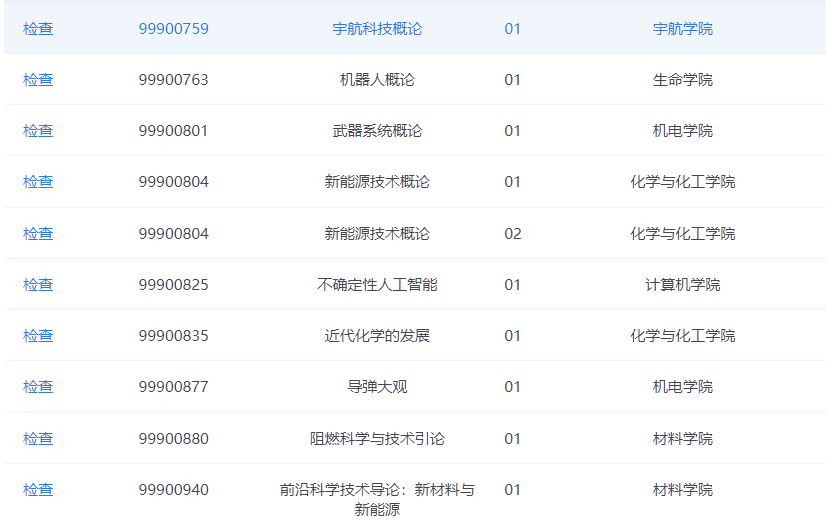 检查 99900759 宇航科技概论 01 宇航学院
检查 99900763 机器人概论 01 生命学院
检查 99900801 武器系统概论 01 机电学院
检查 99900804 新能源技术概论 01 化学与化工学院
检查 99900804 新能源技术概论 02 化学与化工学院
检查 99900825 不确定性人工智能 01 计算机学院
检查 99900835 近代化学的发展 01 化学与化工学院
检查 99900877 导弹大观 01 机电学院
检查 99900880 阻燃科学与技术引论 01 材料学院
检查 99900940 前沿科学技术导论：新材料与 01 材料学院
新能源